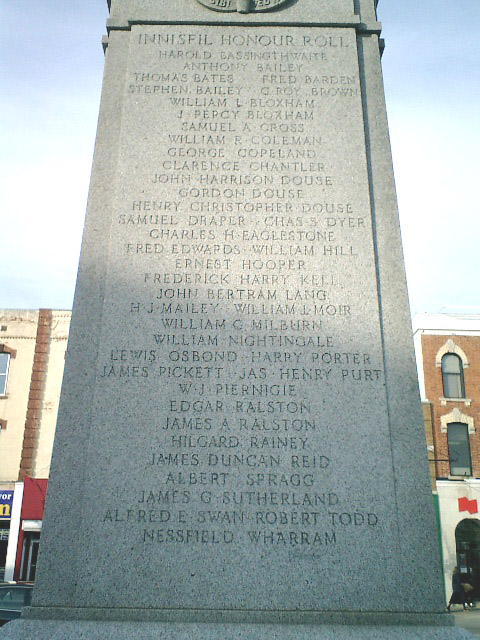 INNISFIL HONOUR ROLL
HAROLD BASSINGTHWAITE
ANTHONY BAILEY
THOMAS BATES FRED BARDEN
STEPHEN BAILEY G. ROY BROWN
WILLIAM L BLOXHAM
J PERCY BLOXHAM
SAMUEL A CROSS
WILLIAM R COLEMAN
GEORGE COPELAND
CLARENCE CHANTLER
JOHN HARRISON DOUSE
GORDON DOUSE
HENRY CHRISTOPHER DOUSE
SAMUEL DRAPER CHAS S DYER
CHARLES H EAGLESTONE
FRED EDWARDS WILLIAM HILL
ERNEST HOOPER
FREDERICK HARRY KELL
JOHN BERTRAM LANG
H J MAILEY WILLIAM L MOIR
WILLIAM C MILBURN
WILLIAM NIGHTINGALE
LEWIS OSBOND HARRY PORTER
JAMES PICKETT JAS HENRY PURT
W J PIERNIGIE
EDGAR RALSTON
JAMES A RALSTON
HILGARD RAINEY
JAMES DUNCAN REID
ALBERT SPRAGG
JAMES G SUTHERLAND
ALFRED E SWAN ROBERT TODD
NESSFIELD WHARRAM